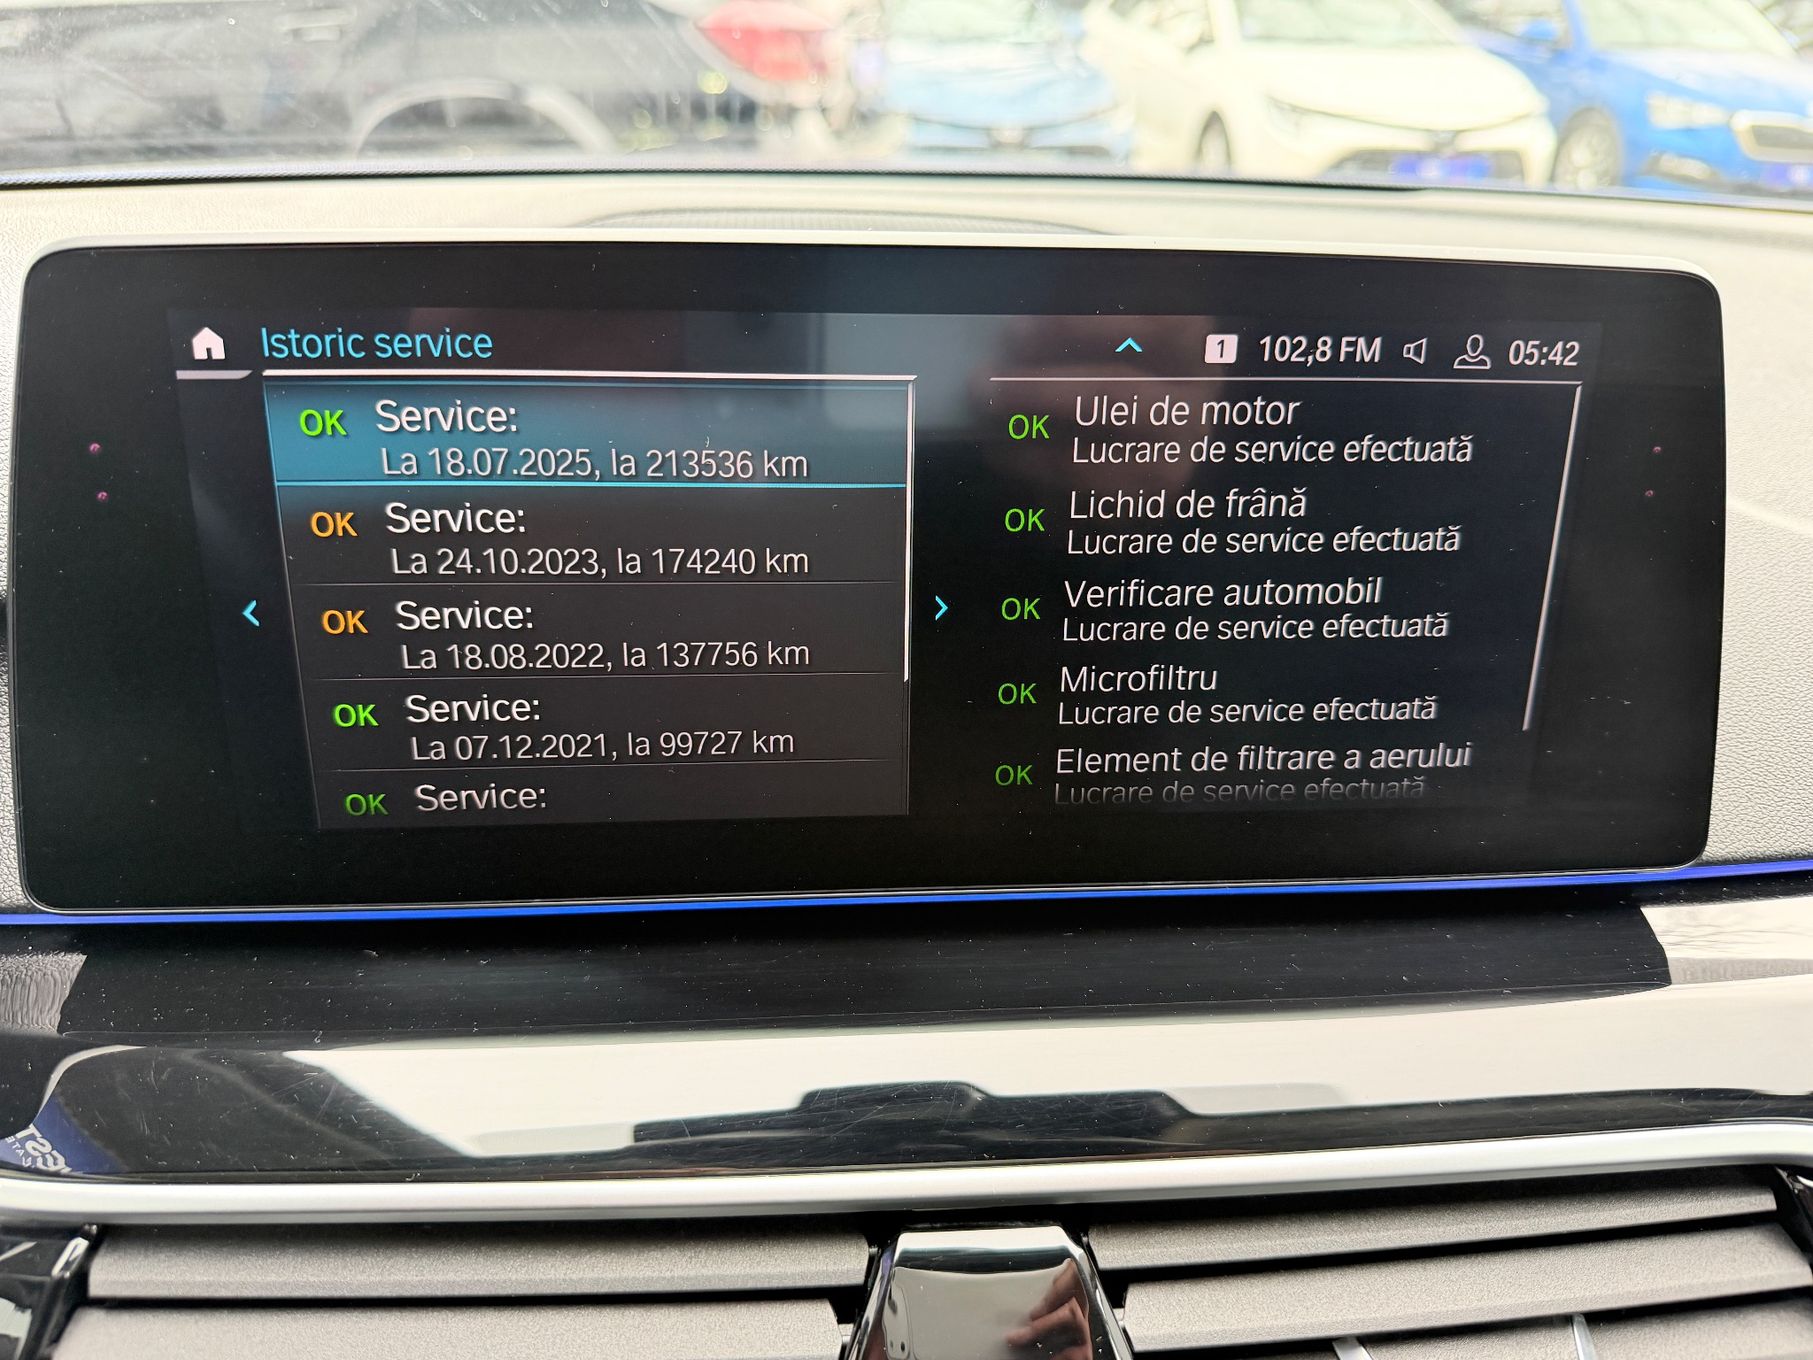 Istoric service
1 102,8 FM 05:42
OK Service:
La 18.07.2025, la 213536 km
OK Service:
La 24.10.2023, la 174240 km
OK Service:
La 18.08.2022, la 137756 km
OK Service:
La 07.12.2021, la 99727 km
OK Service:
OK Ulei de motor
Lucrare de service efectuată
OK Lichid de frână
Lucrare de service efectuată
OK Verificare automobil
Lucrare de service efectuată
OK Microfiltru
Lucrare de service efectuată
OK Element de filtrare a aerului
Lucrare de service efectuată